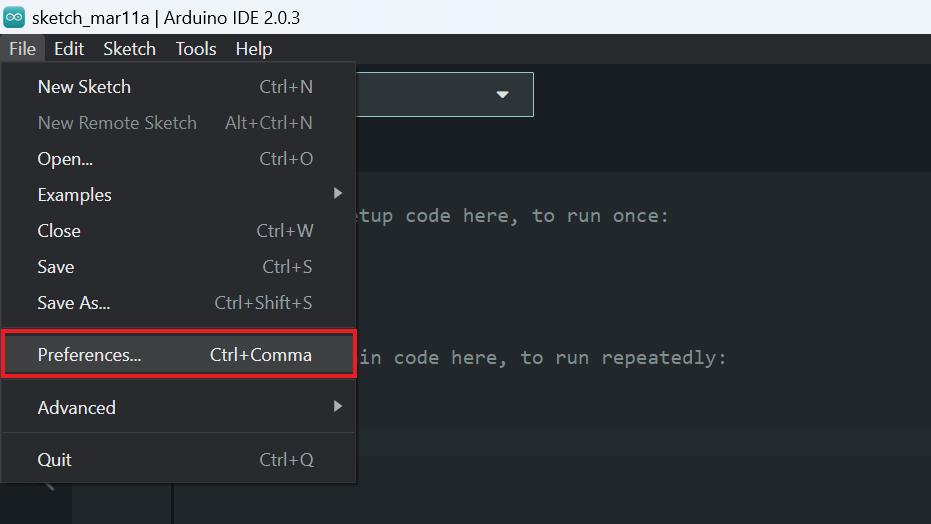 sketch_mar11a | Arduino IDE 2.0.3
File Edit Sketch Tools Help
New Sketch Ctrl+N
New Remote Sketch Alt+Ctrl+N
Open... Ctrl+O
Examples
etup code here, to run once:
Close Ctrl+W
Save Ctrl+S
Save As... Ctrl+Shift+S
Preferences... Ctrl+Comma
in code here, to run repeatedly:
Advanced
Quit Ctrl+Q